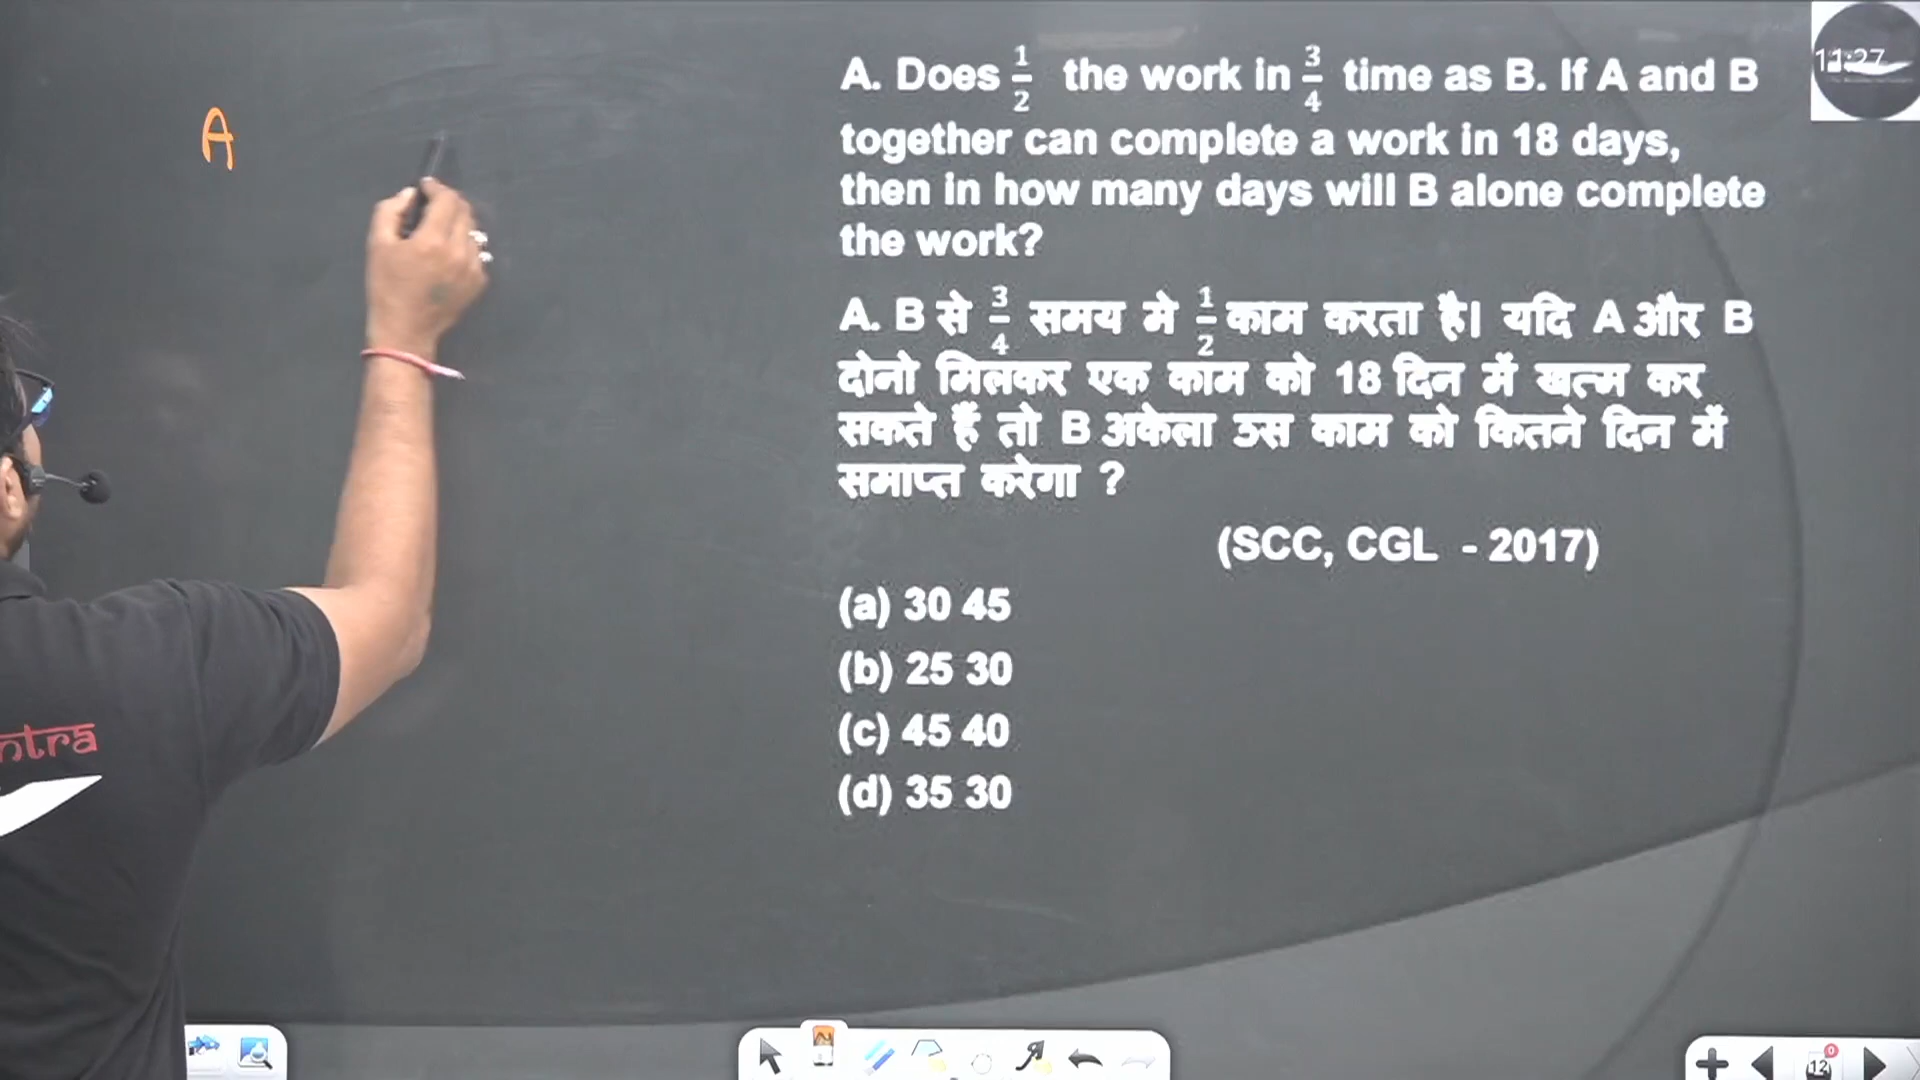 A. Does 1/2 the work in 3/4 time as B. If A and B
together can complete a work in 18 days,
then in how many days will B alone complete
the work?
A. B से 3/4 समय मे 1/2 काम करता है। यदि A और B
दोनो मिलकर एक काम को 18 दिन में खत्म कर
सकते हैं तो B अकेला उस काम को कितने दिन में
समाप्त करेगा ?
(SCC, CGL - 2017)
(a) 30 45
(b) 25 30
(c) 45 40
(d) 35 30
A
11:27
ntra
12
0